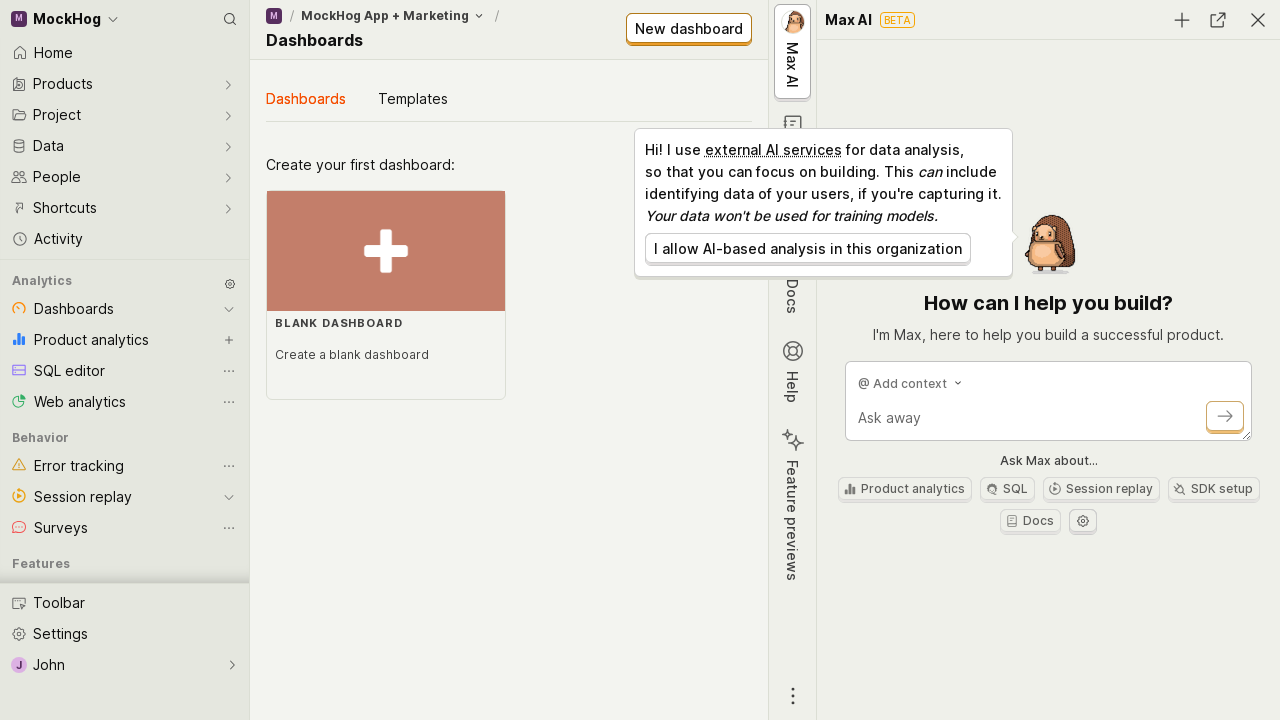 M MockHog
Home
Products
Project
Data
People
Shortcuts
Activity
Analytics
Dashboards
Product analytics
SQL editor
Web analytics
Behavior
Error tracking
Session replay
Surveys
Features
Toolbar
Settings
J John
M / MockHog App + Marketing /
Dashboards
New dashboard
Dashboards Templates
Create your first dashboard:
BLANK DASHBOARD
Create a blank dashboard
Max AI
Docs
Help
Feature previews
Max AI BETA
Hi! I use external AI services for data analysis,
so that you can focus on building. This can include
identifying data of your users, if you're capturing it.
Your data won't be used for training models.
I allow AI-based analysis in this organization
How can I help you build?
I'm Max, here to help you build a successful product.
@ Add context
Ask away
Ask Max about...
Product analytics SQL Session replay SDK setup
Docs